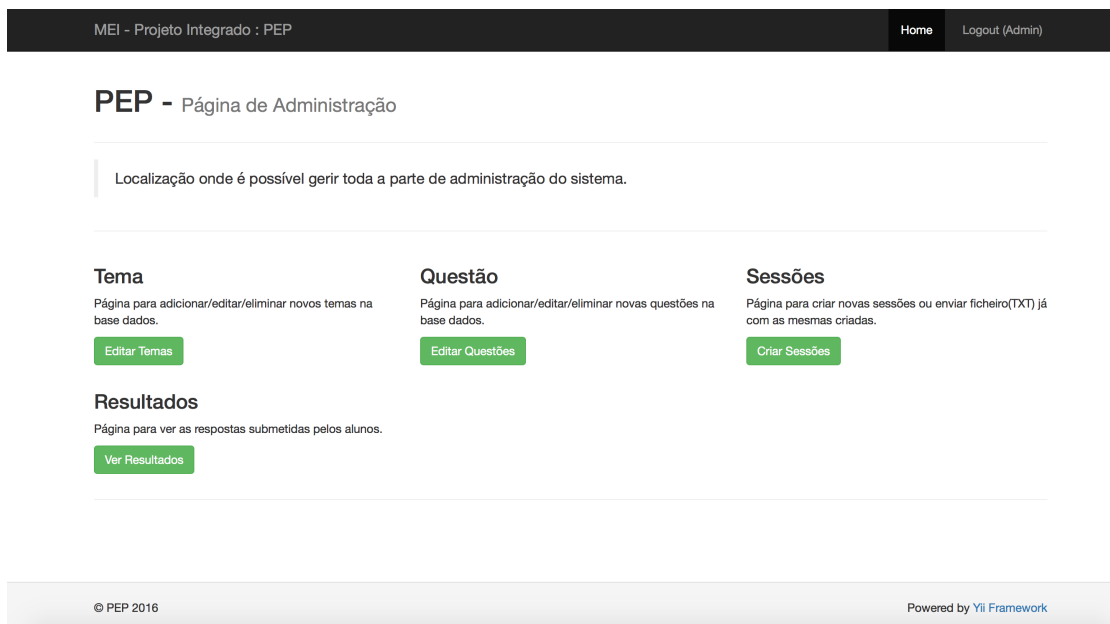 MEI - Projeto Integrado : PEP
Home
Logout (Admin)
PEP - Página de Administração
Localização onde é possível gerir toda a parte de administração do sistema.
Tema
Página para adicionar/editar/eliminar novos temas na
base dados.
Editar Temas
Questão
Página para adicionar/editar/eliminar novas questões na
base dados.
Editar Questões
Sessões
Página para criar novas sessões ou enviar ficheiro(TXT) já
com as mesmas criadas.
Criar Sessões
Resultados
Página para ver as respostas submetidas pelos alunos.
Ver Resultados
© PEP 2016
Powered by Yii Framework